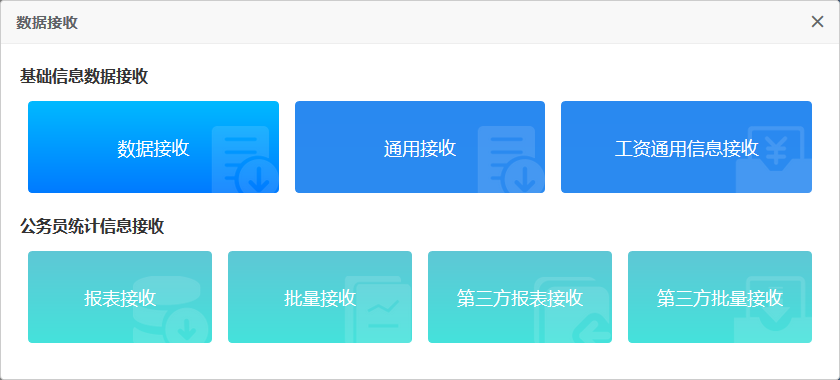 数据接收
基础信息数据接收
数据接收
通用接收
工资通用信息接收
公务员统计信息接收
报表接收
批量接收
第三方报表接收
第三方批量接收